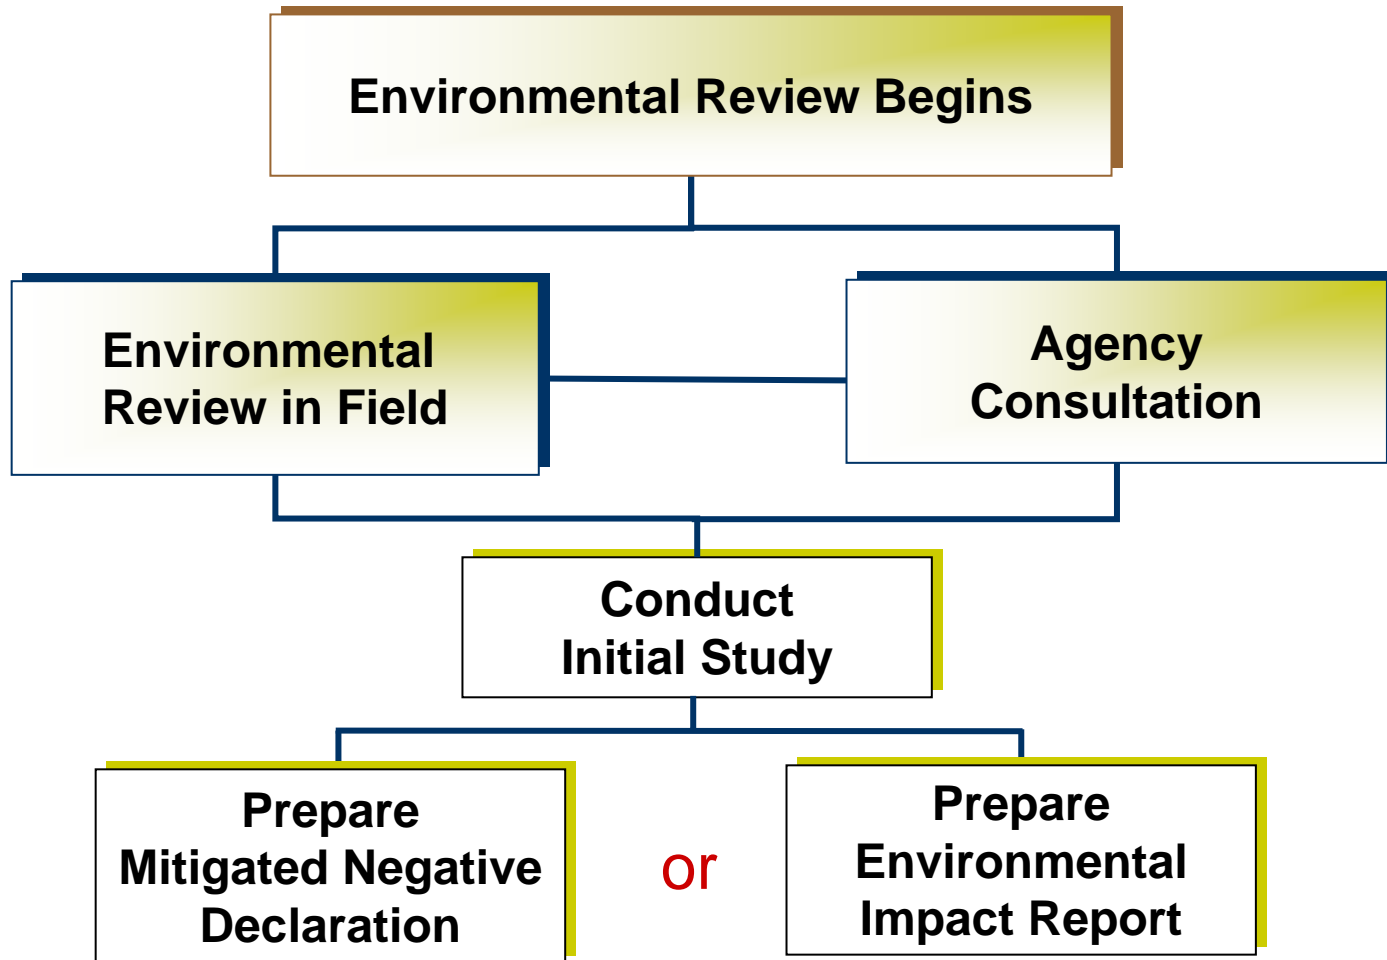 Environmental Review Begins
Environmental
Review in Field
Agency
Consultation
Conduct
Initial Study
Prepare
Mitigated Negative
Declaration
or
Prepare
Environmental
Impact Report